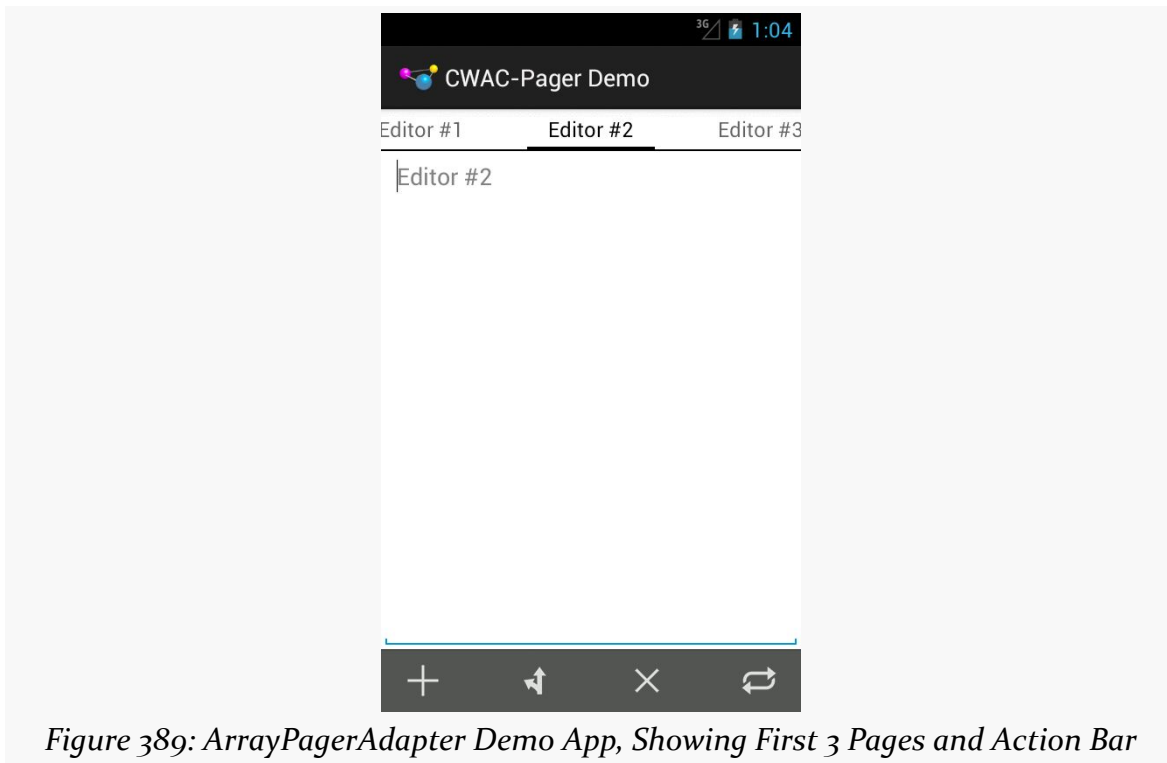 3G 1:04
CWAC-Pager Demo
Editor #1 Editor #2 Editor #3
Editor #2
Figure 389: ArrayPagerAdapter Demo App, Showing First 3 Pages and Action Bar